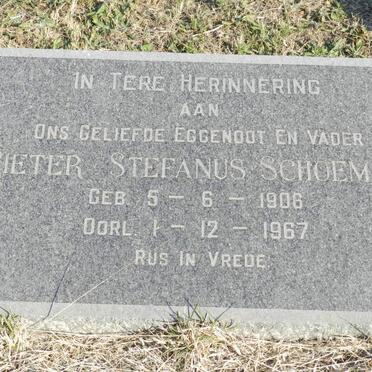 In Tere Herinnering
aan
Ons Geliefde Eggenoot en Vader
ieter Stefanus Schoem
Geb. 5 – 6 – 1906
Oorl. 1 – 12 – 1967
Rus in Vrede